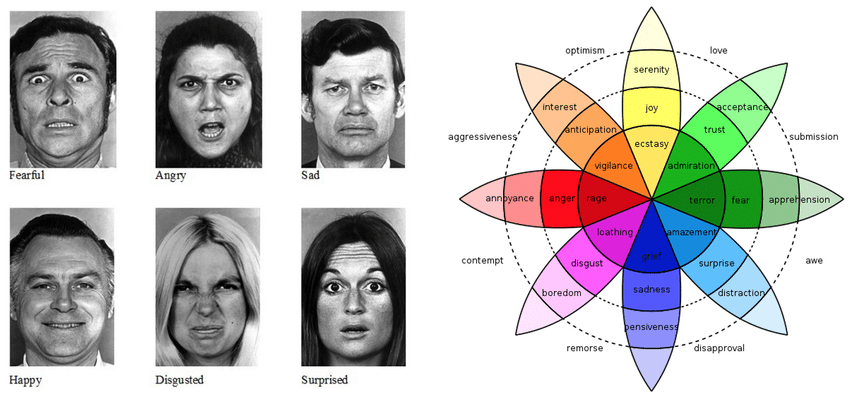 Fearful
Angry
Sad
Happy
Disgusted
Surprised
optimism
love
serenity
interest
joy
acceptance
anticipation
trust
aggressiveness
submission
ecstasy
vigilance
admiration
annoyance
anger
rage
terror
fear
apprehension
loathing
amazement
grief
contempt
disgust
surprise
awe
boredom
sadness
distraction
pensiveness
remorse
disapproval